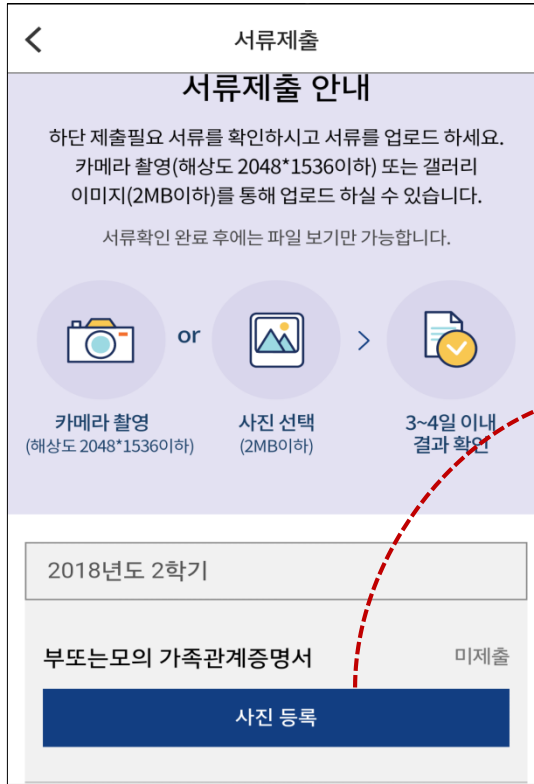 서류제출
서류제출 안내
하단 제출필요 서류를 확인하시고 서류를 업로드 하세요.
카메라 촬영(해상도 2048*1536이하) 또는 갤러리
이미지(2MB이하)를 통해 업로드 하실 수 있습니다.
서류확인 완료 후에는 파일 보기만 가능합니다.
or
>
카메라 촬영
(해상도 2048*1536이하)
사진 선택
(2MB이하)
3~4일 이내
결과 확인
2018년도 2학기
부또는모의 가족관계증명서
미제출
사진 등록